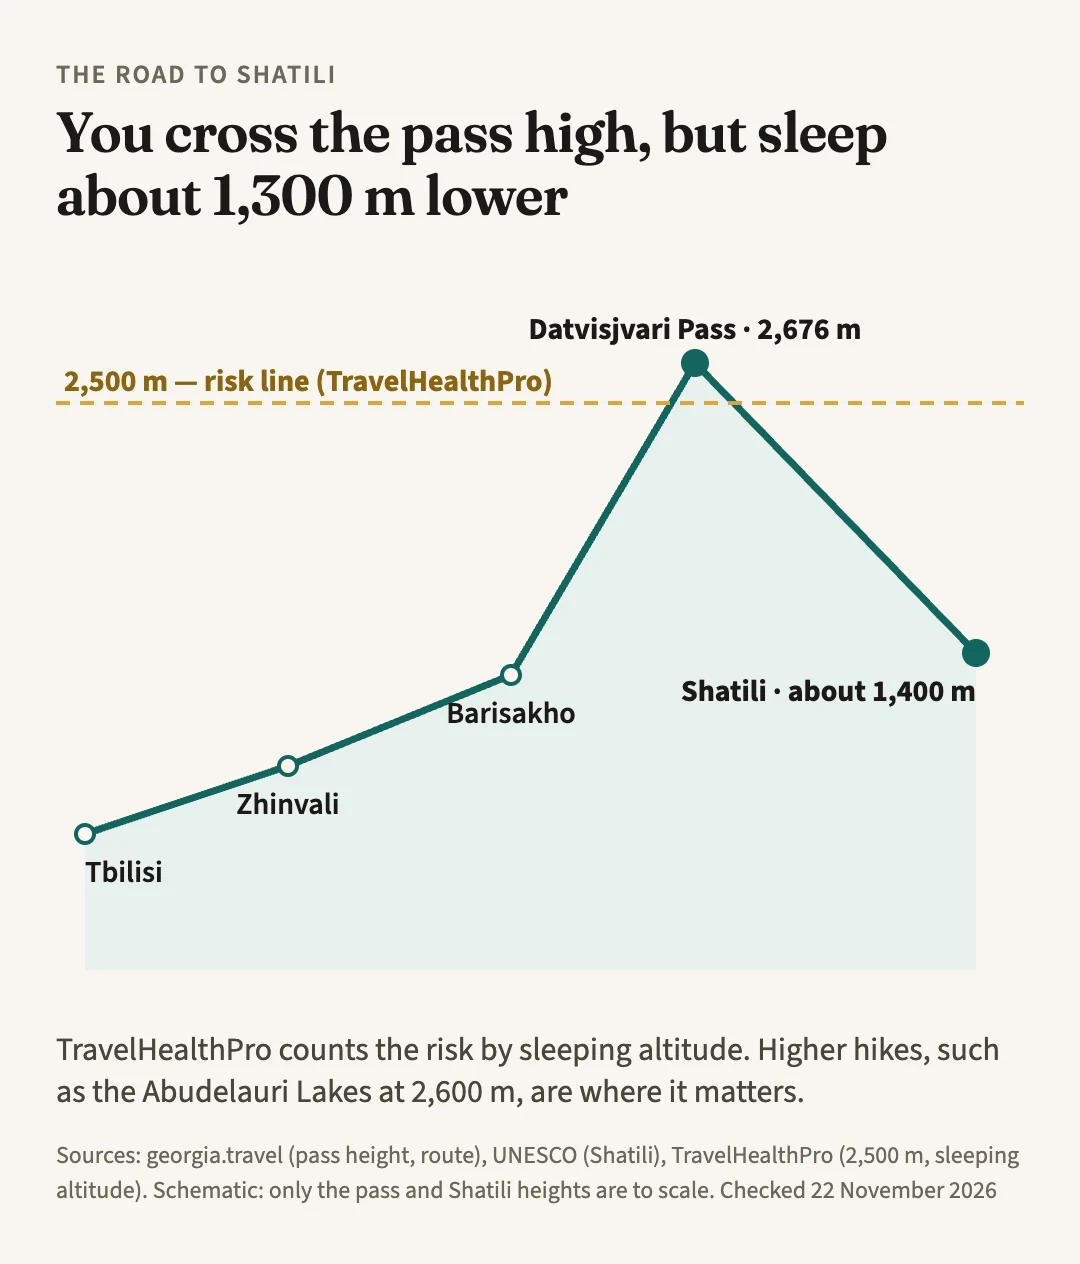 THE ROAD TO SHATILI
You cross the pass high, but sleep
about 1,300 m lower
Datvisjvari Pass · 2,676 m
2,500 m — risk line (TravelHealthPro)
Shatili · about 1,400 m
Barisakho
Zhinvali
Tbilisi
TravelHealthPro counts the risk by sleeping altitude. Higher hikes, such
as the Abudelauri Lakes at 2,600 m, are where it matters.
Sources: georgia.travel (pass height, route), UNESCO (Shatili), TravelHealthPro (2,500 m, sleeping
altitude). Schematic: only the pass and Shatili heights are to scale. Checked 22 November 2026